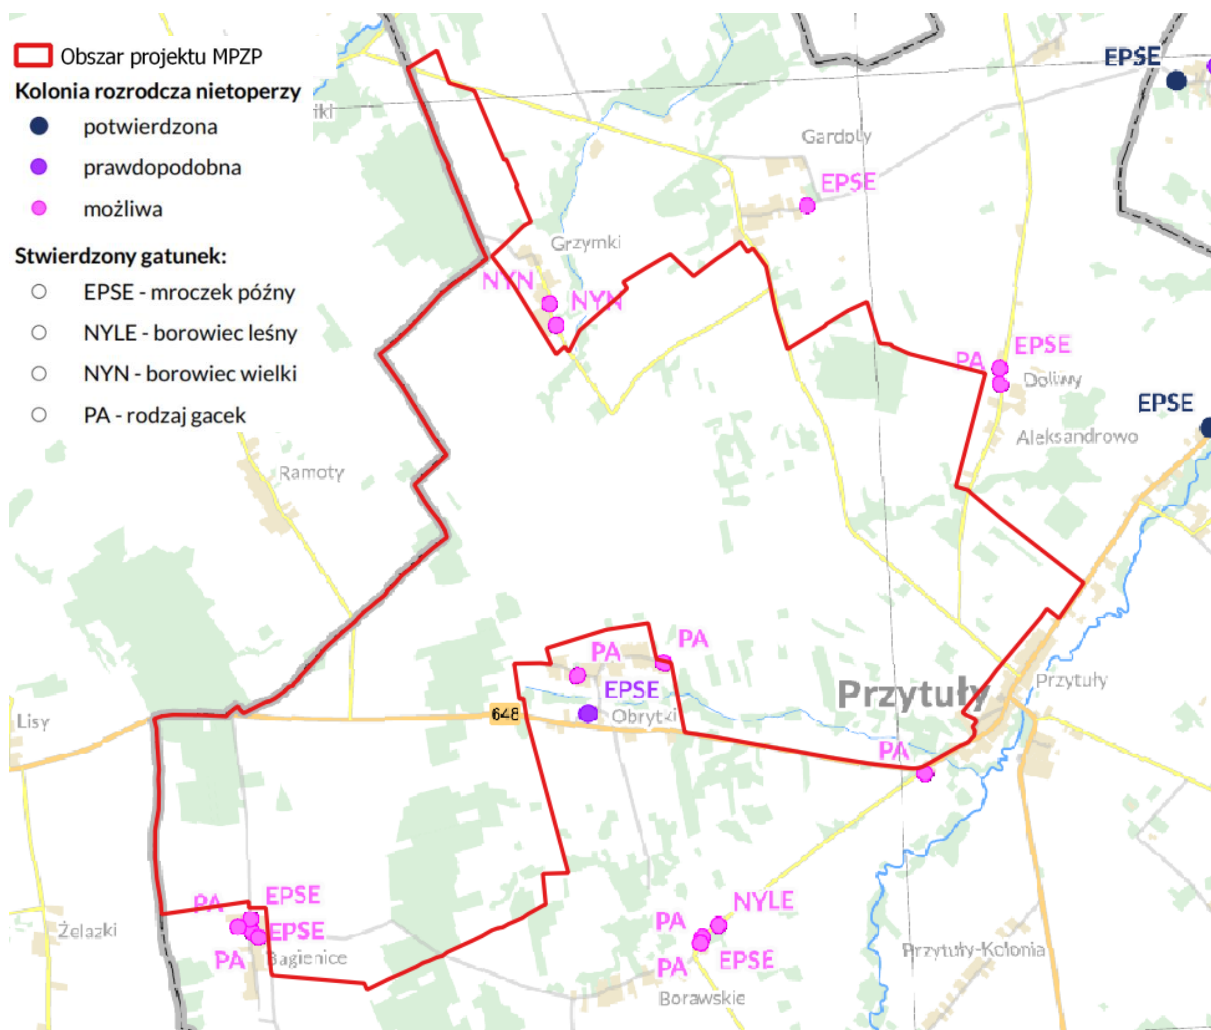 Obszar projektu MPZP
Kolonia rozrodcza nietoperzy
potwierdzona
prawdopodobna
możliwa
Stwierdzony gatunek:
EPSE - mroczek późny
NYLE - borowiec leśny
NYN - borowiec wielki
PA - rodzaj gacek
EPSE
Gardoty
EPSE
Grzymki
NYN
NYN
EPSE
PA
Doliwy
EPSE
Aleksandrowo
Ramoty
PA
PA
EPSE
Przytuły
Przytuły
648
Obrytki
Lisy
PA
EPSE
PA
NYLE
EPSE
PA
Żelazki
PA
Bagienice
PA
EPSE
Przytuły-Kolonia
Borawskie